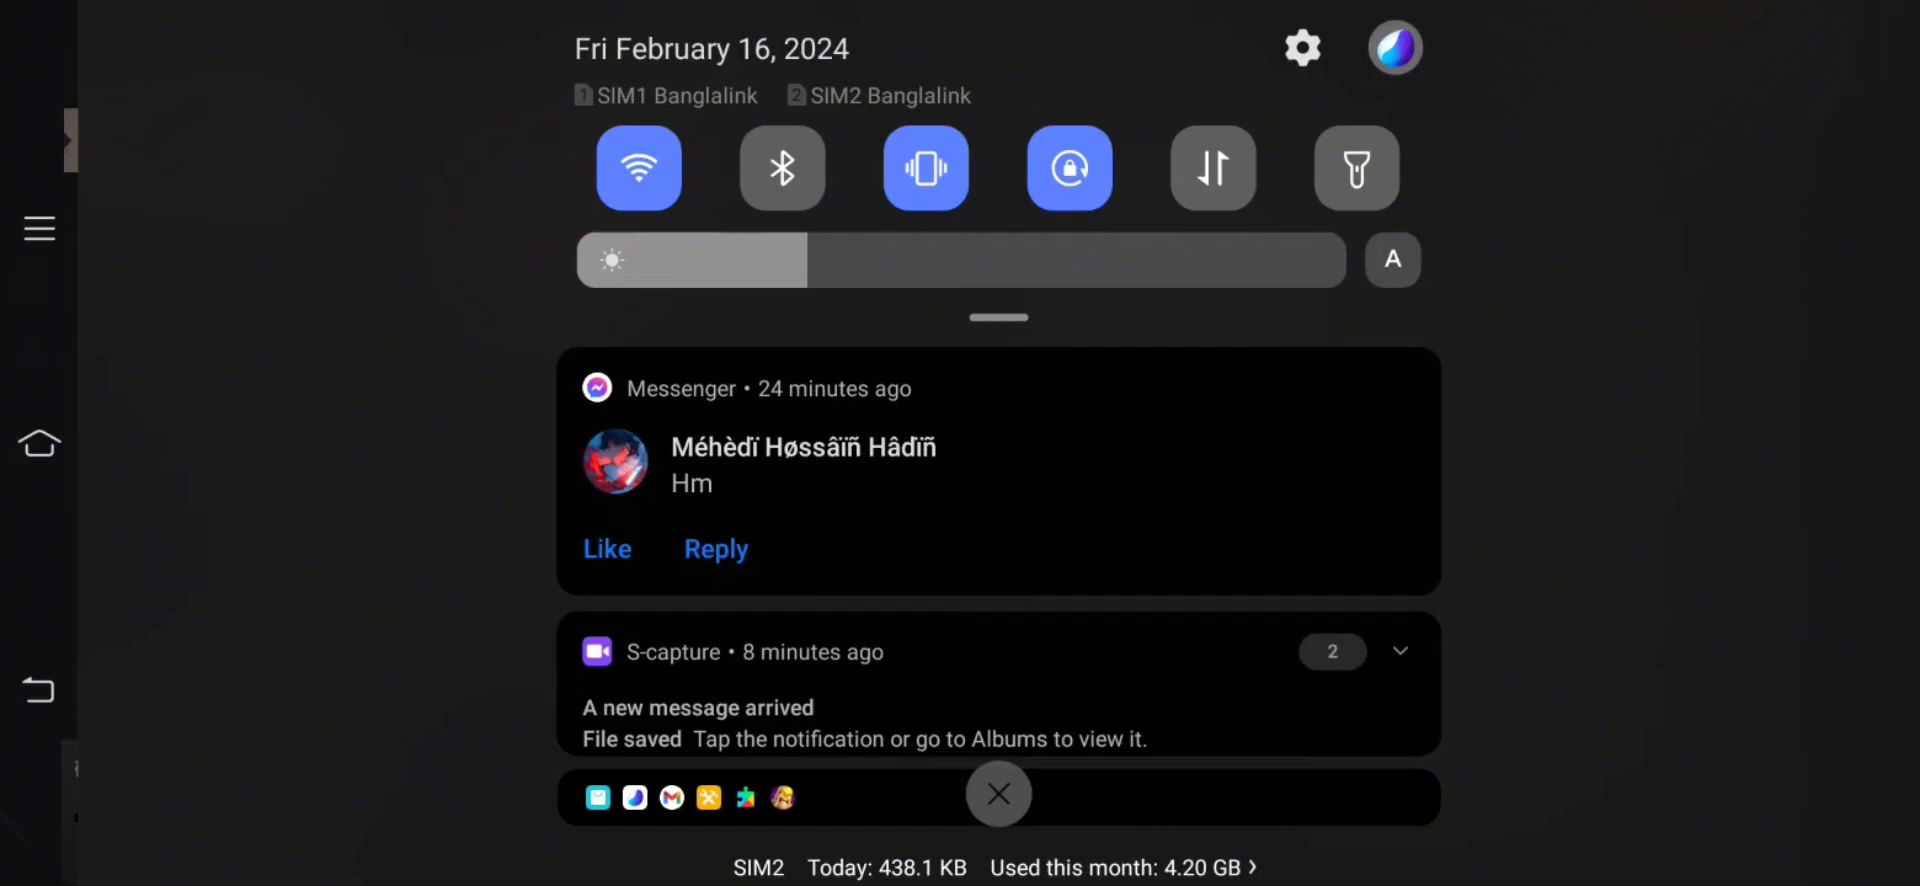 Fri February 16, 2024
1 SIM1 Banglalink 2 SIM2 Banglalink
A
Messenger • 24 minutes ago
Méhèdï Høssâïñ Hâdïñ
Hm
Like Reply
S-capture • 8 minutes ago 2
A new message arrived
File saved Tap the notification or go to Albums to view it.
SIM2 Today: 438.1 KB Used this month: 4.20 GB ›